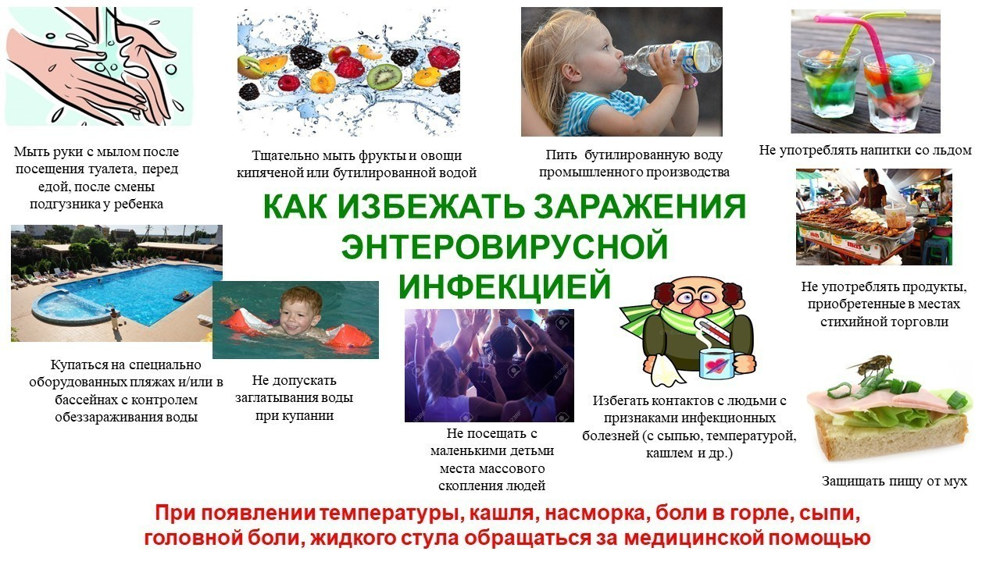 Мыть руки с мылом после
посещения туалета, перед
едой, после смены
подгузника у ребенка
Тщательно мыть фрукты и овощи
кипяченой или бутилированной водой
Пить бутилированную воду
промышленного производства
Не употреблять напитки со льдом
КАК ИЗБЕЖАТЬ ЗАРАЖЕНИЯ
ЭНТЕРОВИРУСНОЙ
ИНФЕКЦИЕЙ
Не употреблять продукты,
приобретенные в местах
стихийной торговли
Купаться на специально
оборудованных пляжах и/или в
бассейнах с контролем
обеззараживания воды
Не допускать
заглатывания воды
при купании
Не посещать с
маленькими детьми
места массового
скопления людей
Избегать контактов с людьми с
признаками инфекционных
болезней (с сыпью, температурой,
кашлем и др.)
Защищать пищу от мух
При появлении температуры, кашля, насморка, боли в горле, сыпи,
головной боли, жидкого стула обращаться за медицинской помощью